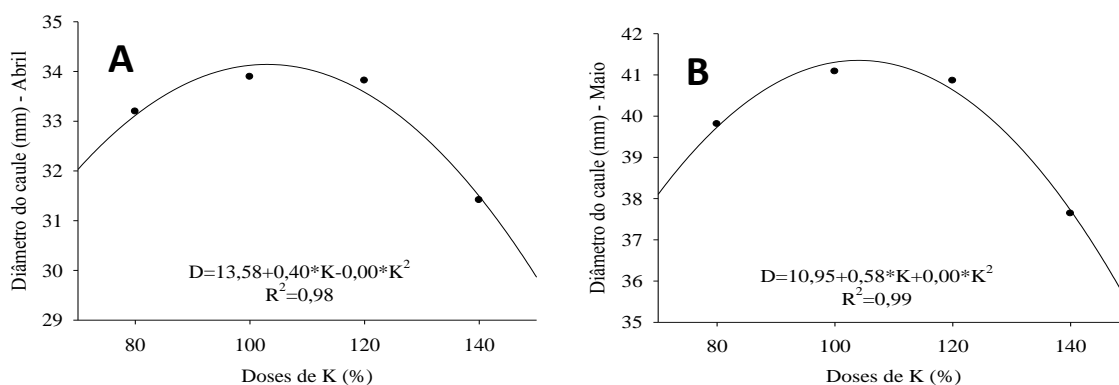 A
Diâmetro do caule (mm) - Abril
35
34
33
32
31
30
29
D=13,58+0,40*K-0,00*K²
R²=0,98
80 100 120 140
Doses de K (%)
B
Diâmetro do caule (mm) - Maio
42
41
40
39
38
37
36
35
D=10,95+0,58*K+0,00*K²
R²=0,99
80 100 120 140
Doses de K (%)